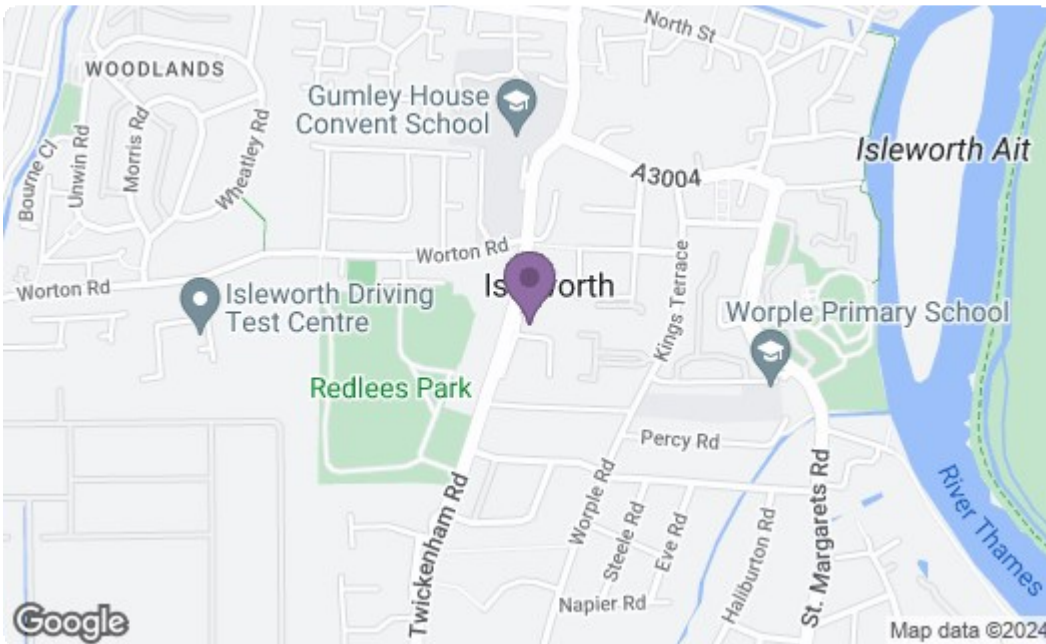 North St
WOODLANDS
Gumley House
Convent School
Bourne Cl
Unwin Rd
Morris Rd
Wheatley Rd
A3004
Isleworth Ait
Worton Rd
Worton Rd
Isleworth Driving
Test Centre
Kings Terrace
Worple Primary School
Redlees Park
Percy Rd
Twickenham Rd
Worple Rd
Steele Rd
Eve Rd
Napier Rd
Haliburton Rd
St. Margarets Rd
River Thames
Google
Map data ©2024